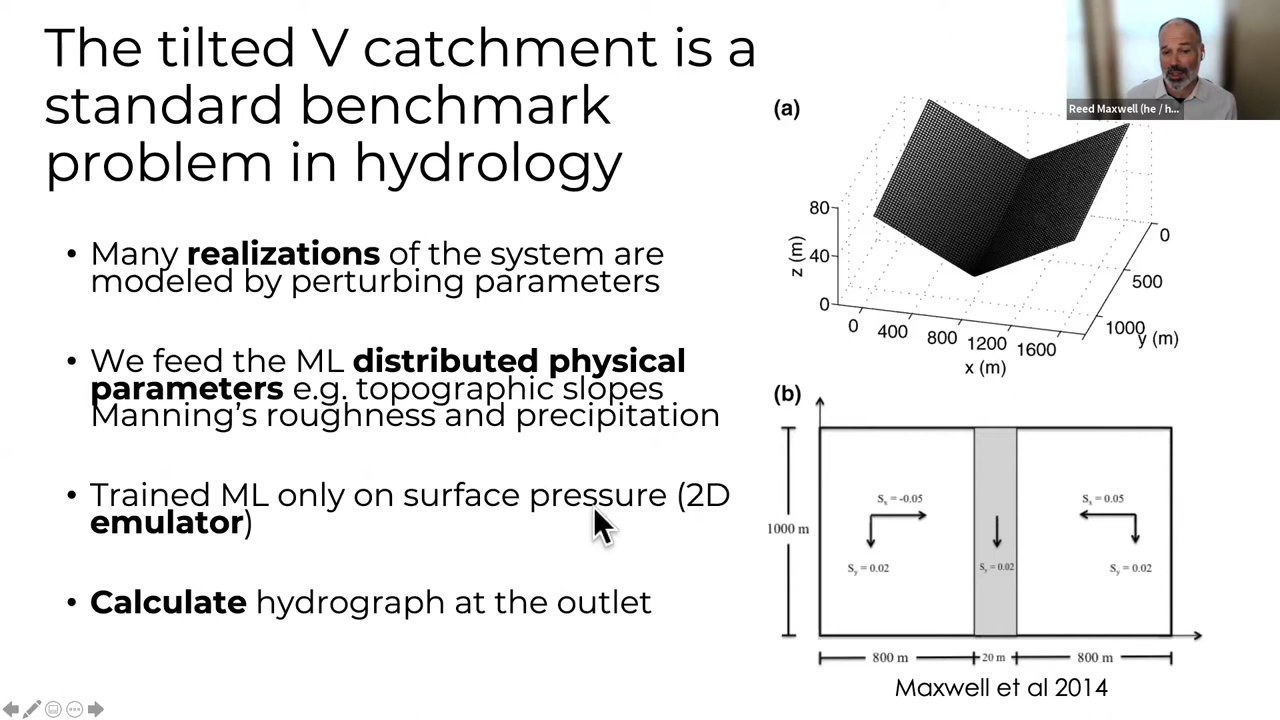 The tilted V catchment is a
standard benchmark
problem in hydrology
• Many realizations of the system are
modeled by perturbing parameters
• We feed the ML distributed physical
parameters e.g. topographic slopes
Manning's roughness and precipitation
• Trained ML only on surface pressure (2D
emulator)
• Calculate hydrograph at the outlet
Reed Maxwell (he / h...
(a)
80
40
0
z (m)
0
400
800
1200
1600
x (m)
0
500
1000
y (m)
(b)
1000 m
Sx = -0.05
Sy = 0.02
Sy = 0.02
Sx = 0.05
Sy = 0.02
800 m
20 m
800 m
Maxwell et al 2014